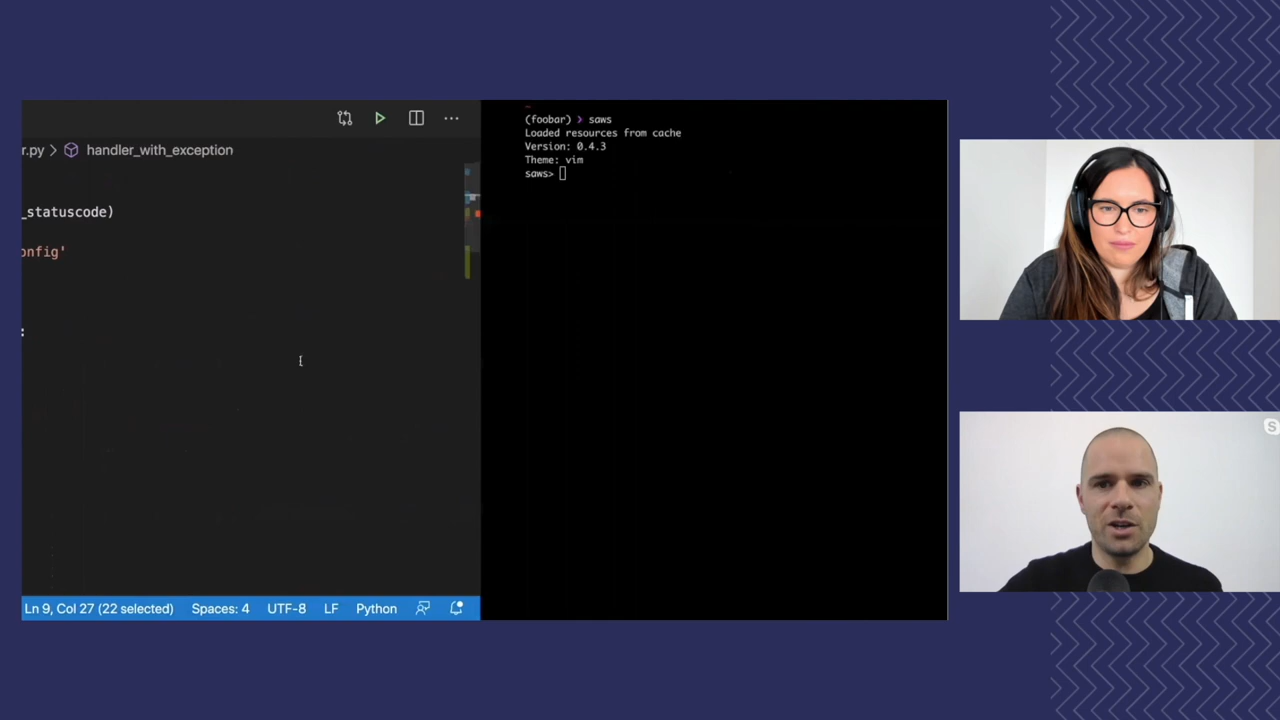 r.py > handler_with_exception
_statuscode)
onfig'
:
Ln 9, Col 27 (22 selected) Spaces: 4 UTF-8 LF Python
(foobar) ❯ saws
Loaded resources from cache
Version: 0.4.3
Theme: vim
saws>
S